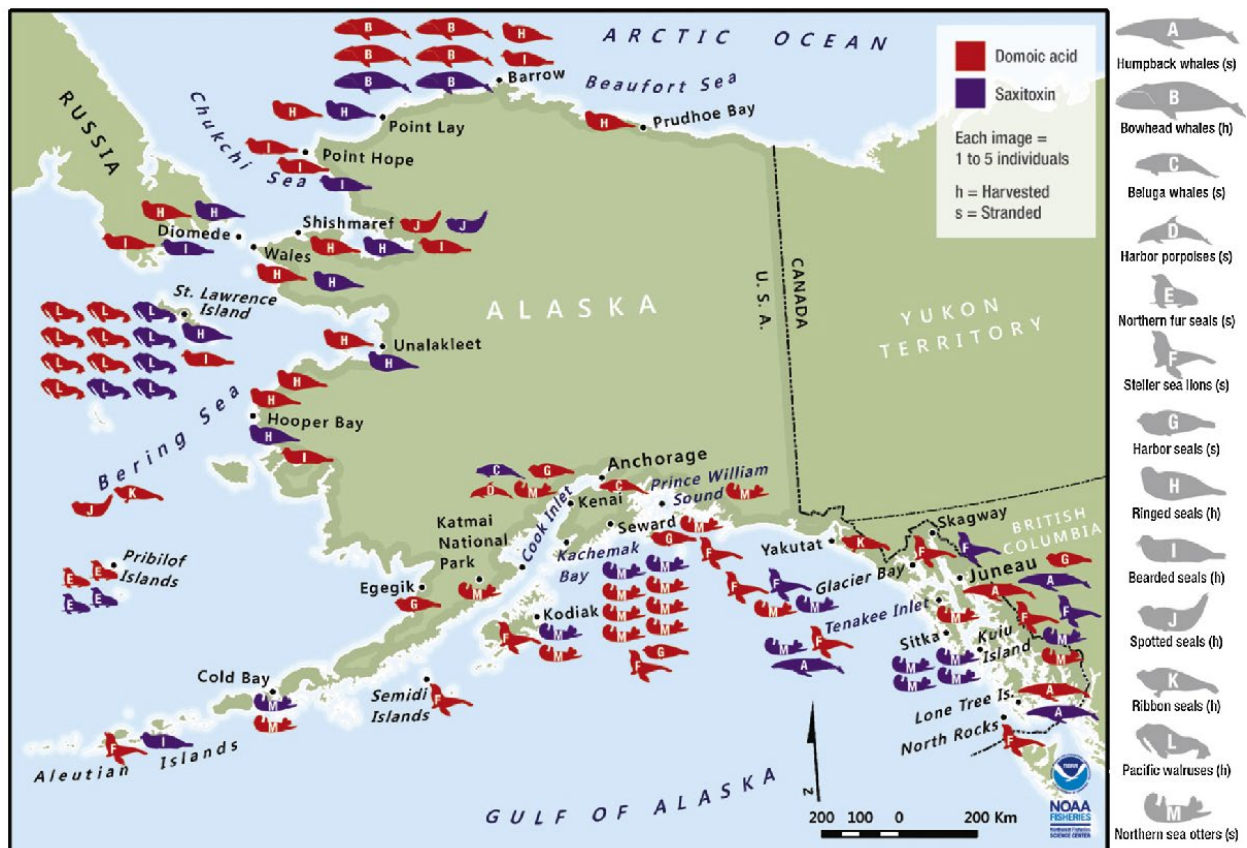 ARCTIC OCEAN
Beaufort Sea
Chukchi Sea
RUSSIA
Barrow
Prudhoe Bay
Point Lay
Point Hope
Shishmaref
Diomede
Wales
St. Lawrence
Island
Unalakleet
Hooper Bay
Bering Sea
ALASKA
U.S.A.
CANADA
YUKON
TERRITORY
Domoic acid
Saxitoxin
Each image =
1 to 5 individuals
h = Harvested
s = Stranded
Anchorage
Prince William
Sound
Kenai
Cook Inlet
Seward
Kachemak
Bay
Katmai
National
Park
Egegik
Kodiak
Pribilof
Islands
Cold Bay
Semidi
Islands
Aleutian Islands
Yakutat
Skagway
BRITISH
COLUMBIA
Glacier Bay
Juneau
Tenakee Inlet
Sitka
Kuiu
Island
Lone Tree Is.
North Rocks
GULF OF ALASKA
N
200 100 0 200 Km
NOAA
FISHERIES
Northwest Fisheries
SCIENCE CENTER
A
Humpback whales (s)
B
Bowhead whales (h)
C
Beluga whales (s)
D
Harbor porpoises (s)
E
Northern fur seals (s)
F
Steller sea lions (s)
G
Harbor seals (s)
H
Ringed seals (h)
I
Bearded seals (h)
J
Spotted seals (h)
K
Ribbon seals (h)
L
Pacific walruses (h)
M
Northern sea otters (s)